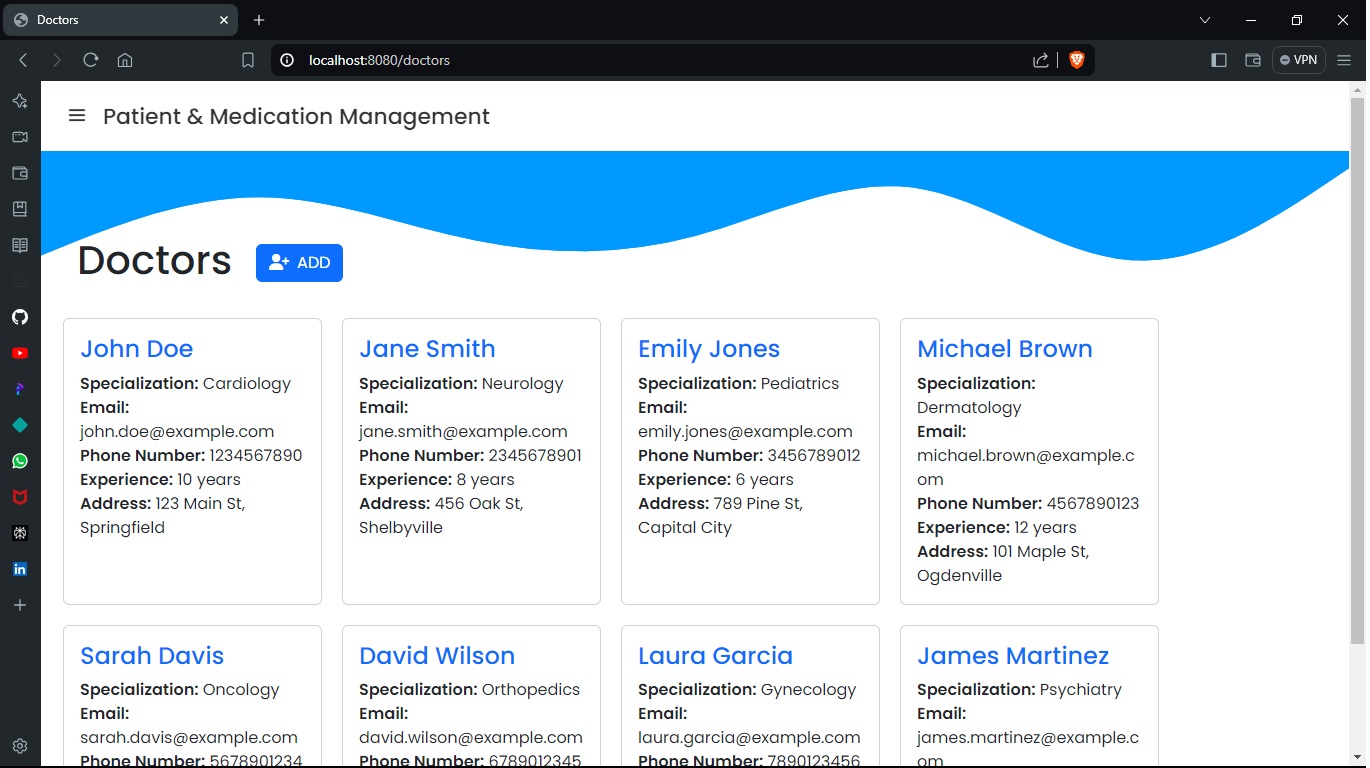 Doctors
localhost:8080/doctors
VPN
Patient & Medication Management
Doctors
ADD
John Doe
Specialization: Cardiology
Email:
john.doe@example.com
Phone Number: 1234567890
Experience: 10 years
Address: 123 Main St,
Springfield
Jane Smith
Specialization: Neurology
Email:
jane.smith@example.com
Phone Number: 2345678901
Experience: 8 years
Address: 456 Oak St,
Shelbyville
Emily Jones
Specialization: Pediatrics
Email:
emily.jones@example.com
Phone Number: 3456789012
Experience: 6 years
Address: 789 Pine St,
Capital City
Michael Brown
Specialization:
Dermatology
Email:
michael.brown@example.c
om
Phone Number: 4567890123
Experience: 12 years
Address: 101 Maple St,
Ogdenville
Sarah Davis
Specialization: Oncology
Email:
sarah.davis@example.com
Phone Number: 5678901234
David Wilson
Specialization: Orthopedics
Email:
david.wilson@example.com
Phone Number: 6789012345
Laura Garcia
Specialization: Gynecology
Email:
laura.garcia@example.com
Phone Number: 7890123456
James Martinez
Specialization: Psychiatry
Email:
james.martinez@example.c
om